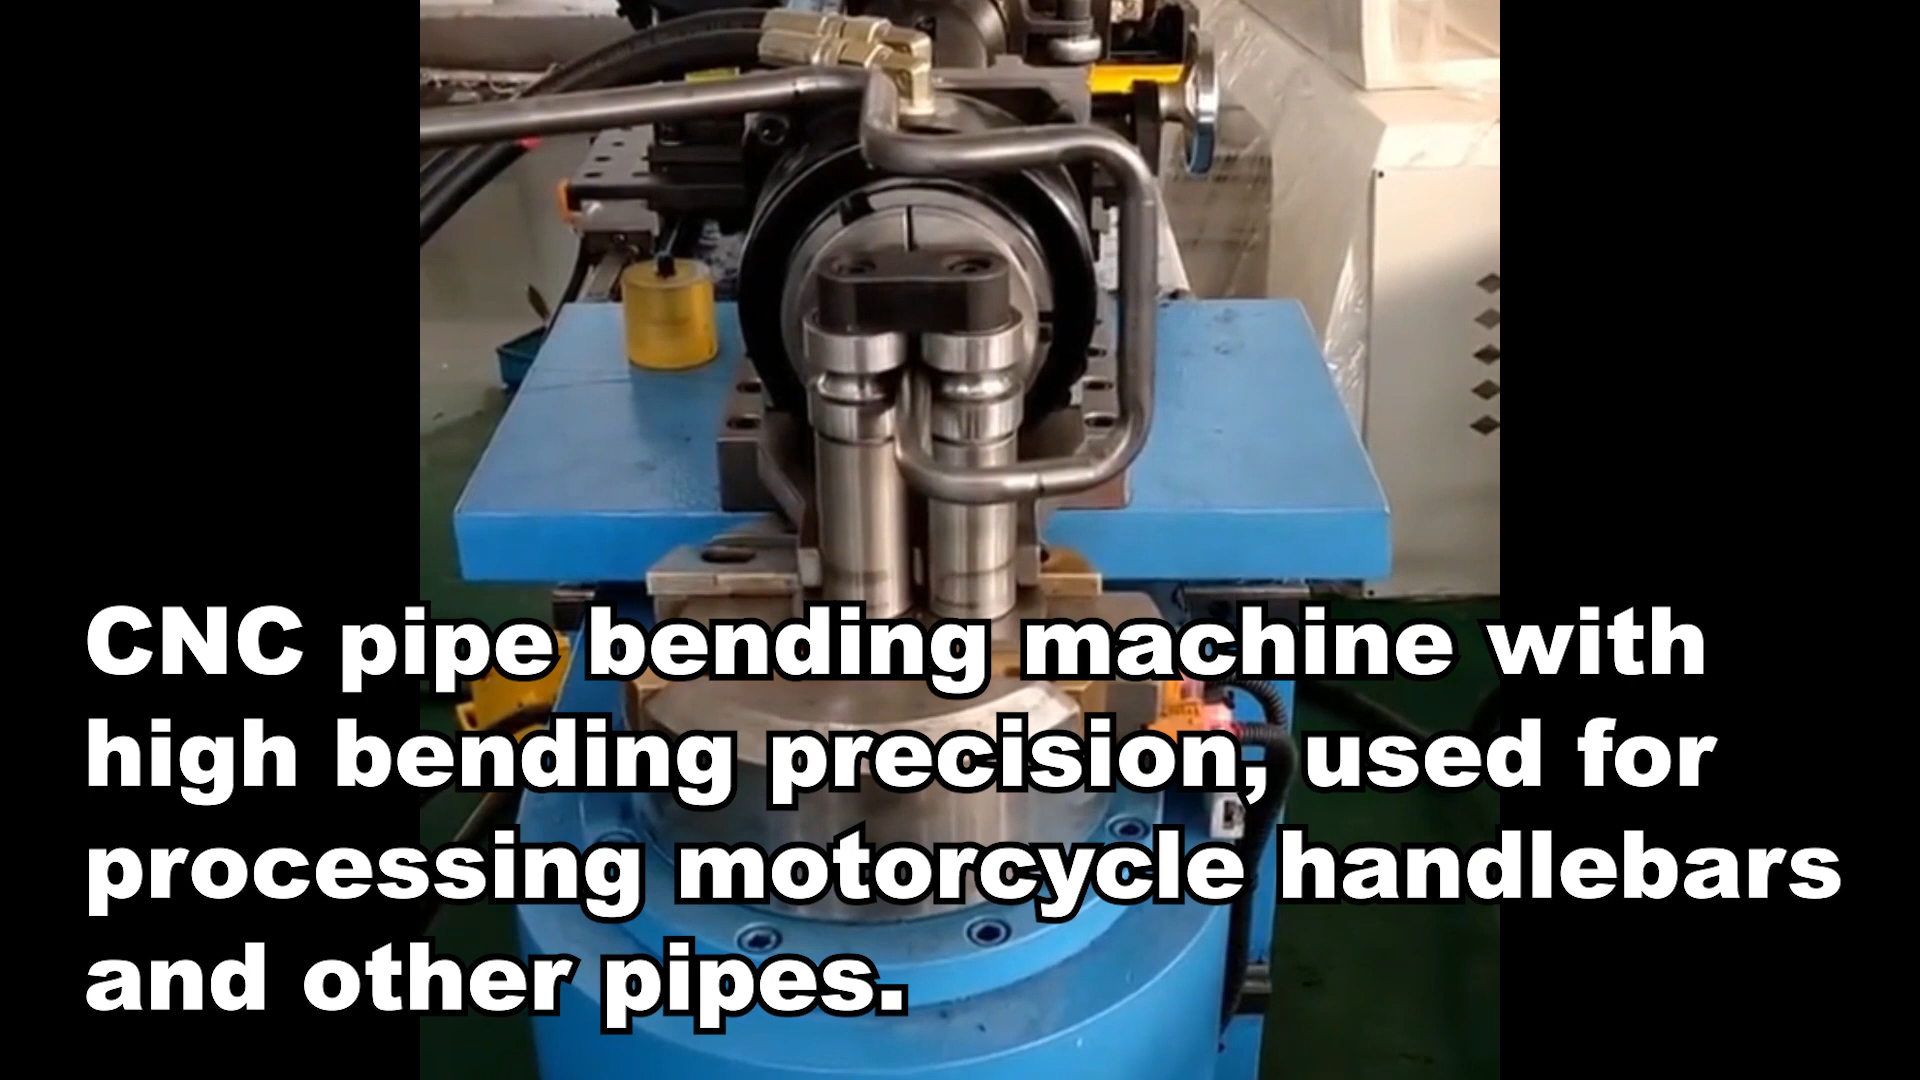 CNC pipe bending machine with
high bending precision, used for
processing motorcycle handlebars
and other pipes.